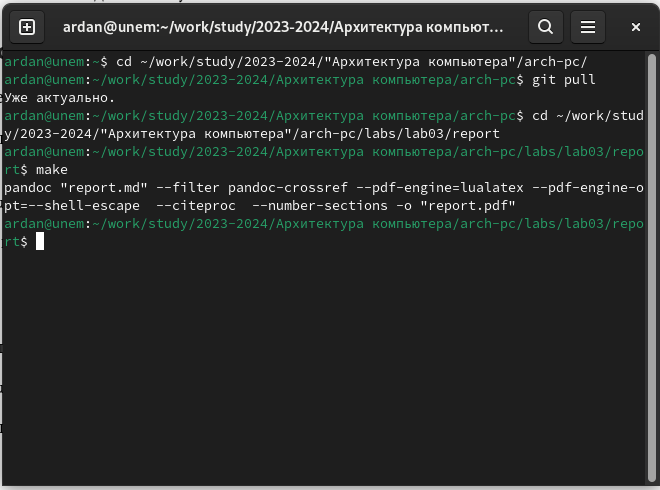 ardan@unem:~/work/study/2023-2024/Архитектура компьют...
ardan@unem:~$ cd ~/work/study/2023-2024/"Архитектура компьютера"/arch-pc/
ardan@unem:~/work/study/2023-2024/Архитектура компьютера/arch-pc$ git pull
Уже актуально.
ardan@unem:~/work/study/2023-2024/Архитектура компьютера/arch-pc$ cd ~/work/stud
y/2023-2024/"Архитектура компьютера"/arch-pc/labs/lab03/report
ardan@unem:~/work/study/2023-2024/Архитектура компьютера/arch-pc/labs/lab03/repo
rt$ make
pandoc "report.md" --filter pandoc-crossref --pdf-engine=lualatex --pdf-engine-o
pt=--shell-escape  --citeproc  --number-sections -o "report.pdf"
ardan@unem:~/work/study/2023-2024/Архитектура компьютера/arch-pc/labs/lab03/repo
rt$